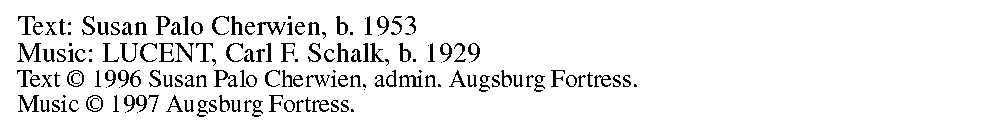 Text: Susan Palo Cherwien, b. 1953
Music: LUCENT, Carl F. Schalk, b. 1929
Text © 1996 Susan Palo Cherwien, admin. Augsburg Fortress.
Music © 1997 Augsburg Fortress.